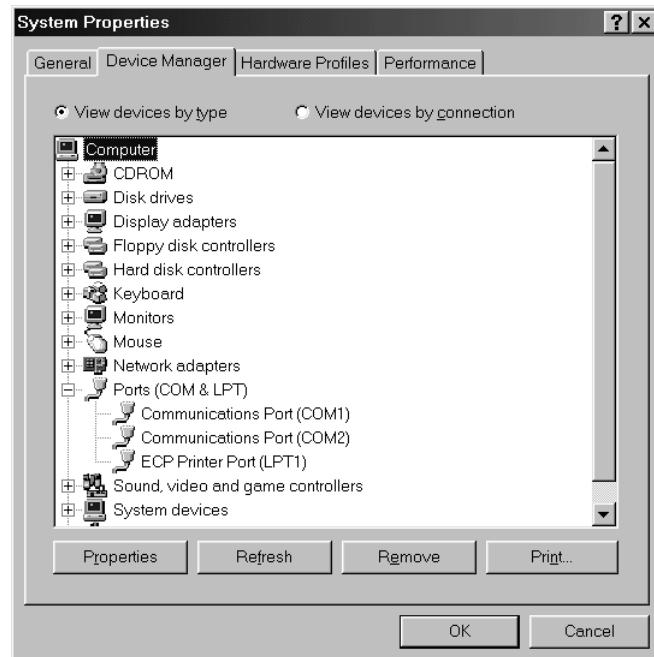 System Properties
General Device Manager Hardware Profiles Performance
View devices by type View devices by connection
Computer
CDROM
Disk drives
Display adapters
Floppy disk controllers
Hard disk controllers
Keyboard
Monitors
Mouse
Network adapters
Ports (COM & LPT)
Communications Port (COM1)
Communications Port (COM2)
ECP Printer Port (LPT1)
Sound, video and game controllers
System devices
Properties Refresh Remove Print...
OK Cancel